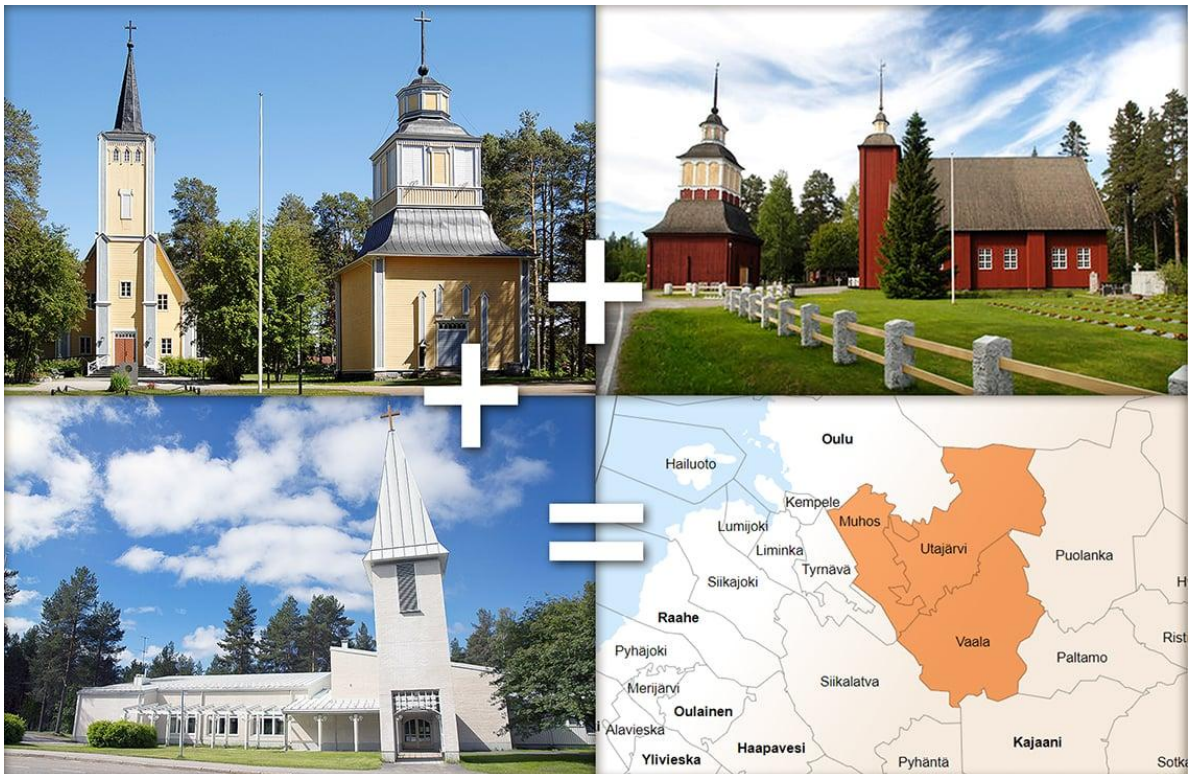 Oulu
Hailuoto
Kempele
Lumijoki
Muhos
Liminka
Utajärvi
Tyrnävä
Puolanka
Siikajoki
Raahe
Vaala
Pyhäjoki
Paltamo
Siikalatva
Merijärvi
Oulainen
Alavieska
Haapavesi
Kajaani
Ylivieska
Pyhäntä